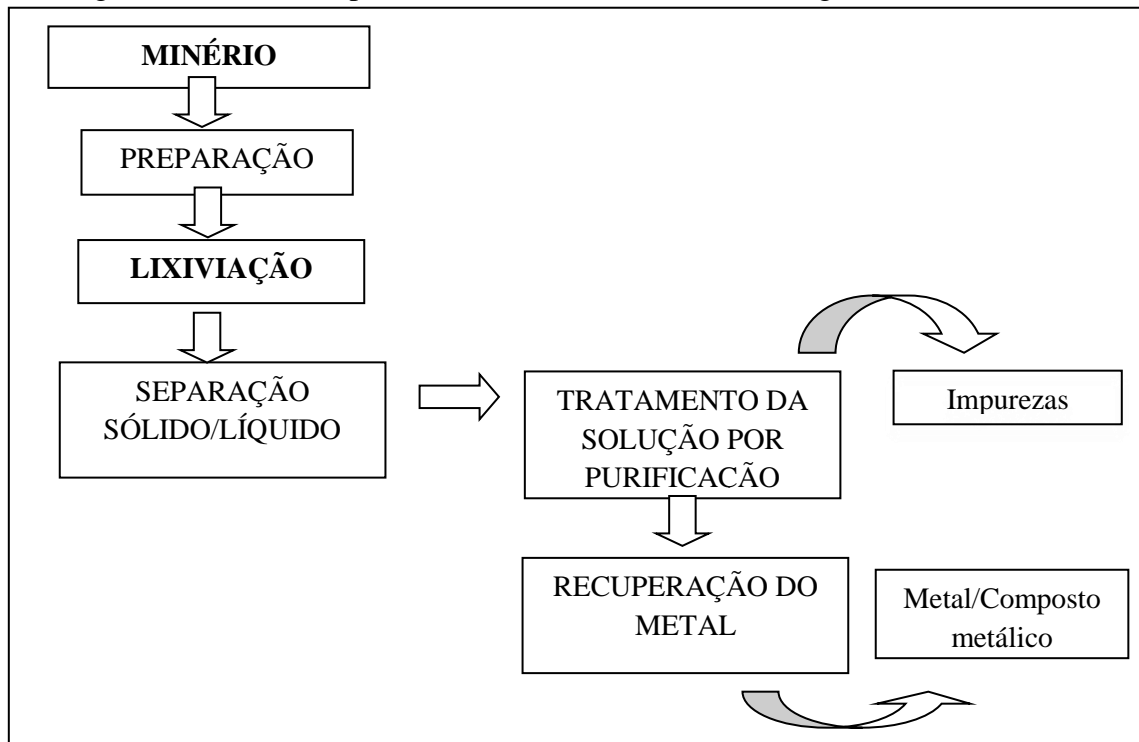 MINÉRIO
PREPARAÇÃO
LIXIVIAÇÃO
SEPARAÇÃO
SÓLIDO/LÍQUIDO
TRATAMENTO DA
SOLUÇÃO POR
PURIFICACÃO
Impurezas
RECUPERAÇÃO DO
METAL
Metal/Composto
metálico